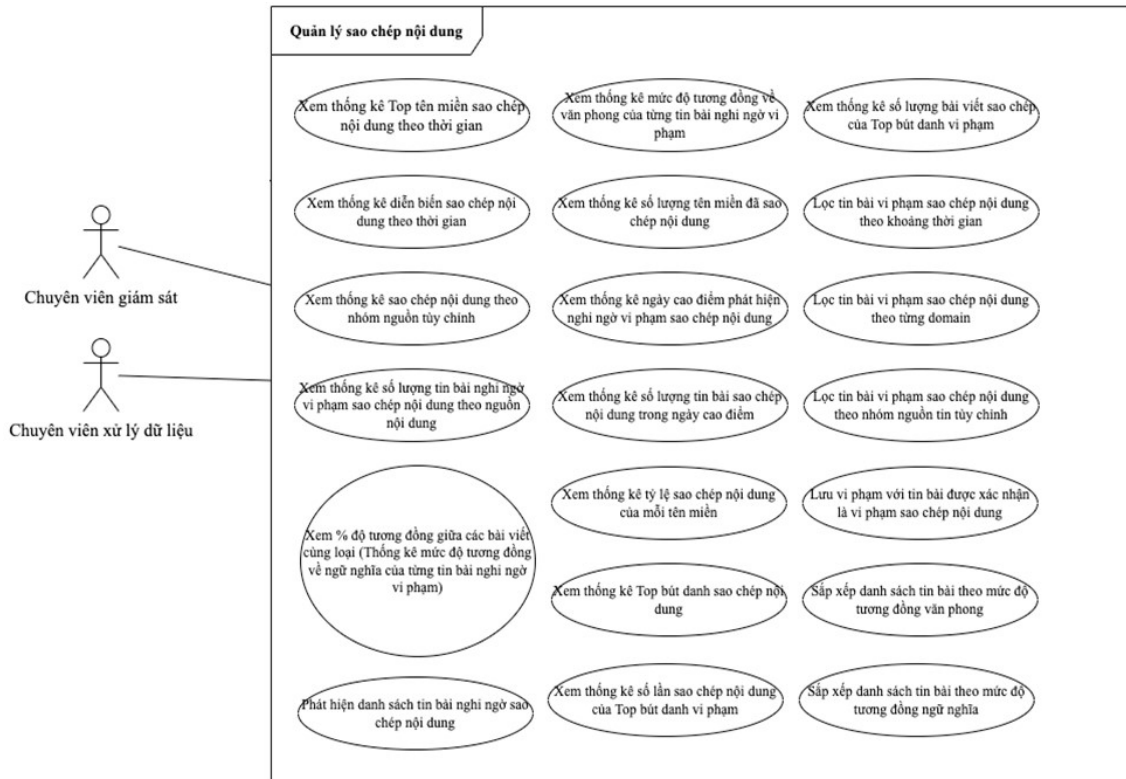 Quản lý sao chép nội dung
Xem thống kê Top tên miền sao chép
nội dung theo thời gian
Xem thống kê mức độ tương đồng về
văn phong của từng tin bài nghi ngờ vi
phạm
Xem thống kê số lượng bài viết sao chép
của Top bút danh vi phạm
Xem thống kê diễn biến sao chép nội
dung theo thời gian
Xem thống kê số lượng tên miền đã sao
chép nội dung
Lọc tin bài vi phạm sao chép nội dung
theo khoảng thời gian
Chuyên viên giám sát
Xem thống kê sao chép nội dung theo
nhóm nguồn tùy chỉnh
Xem thống kê ngày cao điểm phát hiện
nghi ngờ vi phạm sao chép nội dung
Lọc tin bài vi phạm sao chép nội dung
theo từng domain
Chuyên viên xử lý dữ liệu
Xem thống kê số lượng tin bài nghi ngờ
vi phạm sao chép nội dung theo nguồn
nội dung
Xem thống kê số lượng tin bài sao chép
nội dung trong ngày cao điểm
Lọc tin bài vi phạm sao chép nội dung
theo nhóm nguồn tin tùy chỉnh
Xem % độ tương đồng giữa các bài viết
cùng loại (Thống kê mức độ tương đồng
về ngữ nghĩa của từng tin bài nghi ngờ
vi phạm)
Xem thống kê tỷ lệ sao chép nội dung
của mỗi tên miền
Lưu vi phạm với tin bài được xác nhận
là vi phạm sao chép nội dung
Xem thống kê Top bút danh sao chép nội
dung
Sắp xếp danh sách tin bài theo mức độ
tương đồng văn phong
Phát hiện danh sách tin bài nghi ngờ sao
chép nội dung
Xem thống kê số lần sao chép nội dung
của Top bút danh vi phạm
Sắp xếp danh sách tin bài theo mức độ
tương đồng ngữ nghĩa